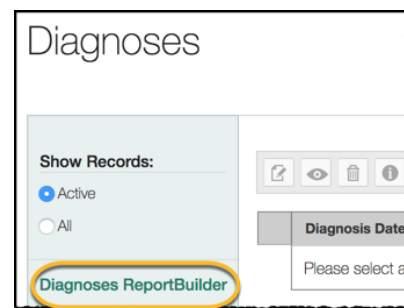 Diagnoses
Show Records:
Active
All
Diagnosis Date
Please select a
Diagnoses ReportBuilder